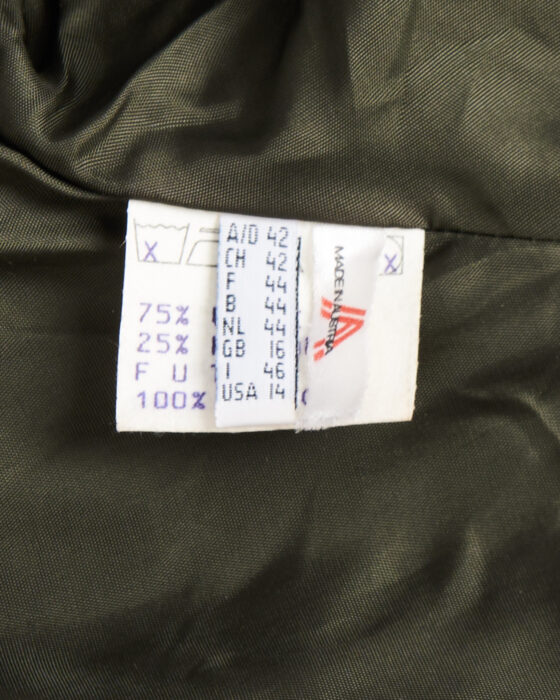 A/D 42
CH 42
F 44
B 44
NL 44
GB 16
I 46
USA 14
MADE IN AUSTRIA
75%
25%
F U
100%